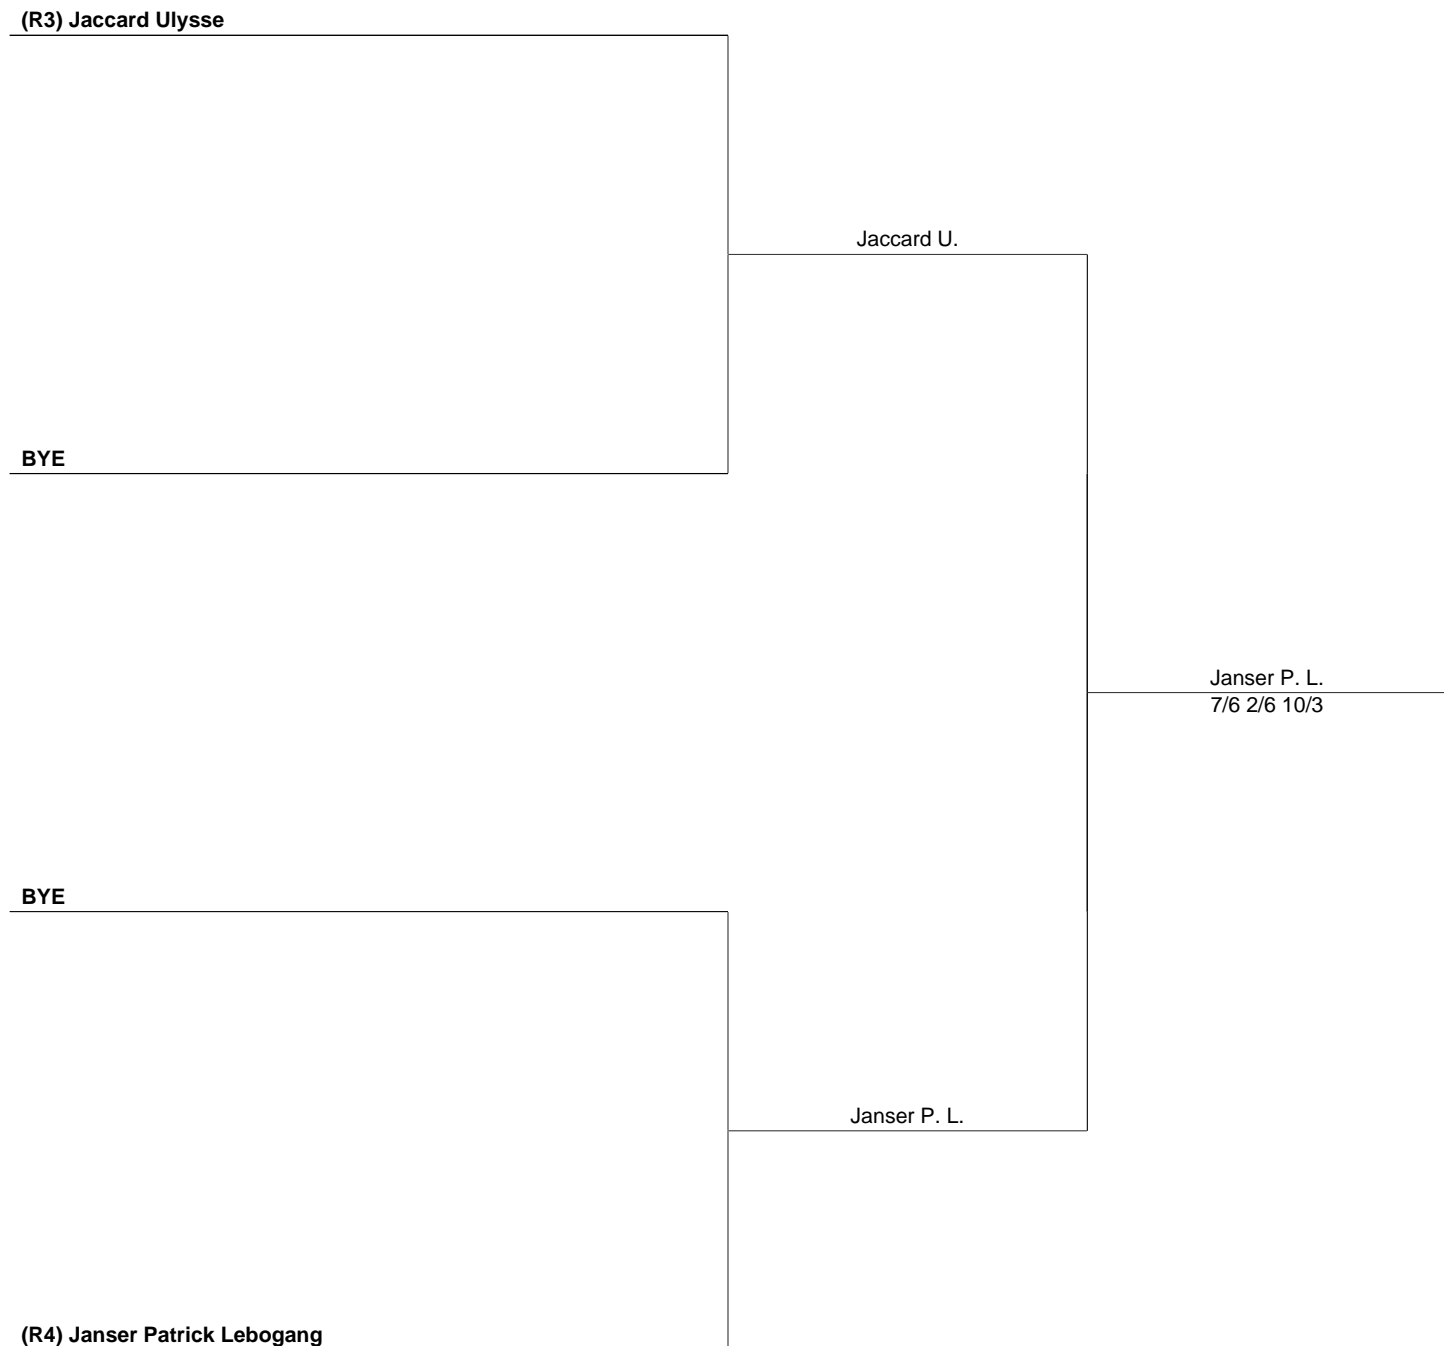 (R3) Jaccard Ulysse
Jaccard U.
BYE
Janser P. L.
7/6 2/6 10/3
BYE
Janser P. L.
(R4) Janser Patrick Lebogang